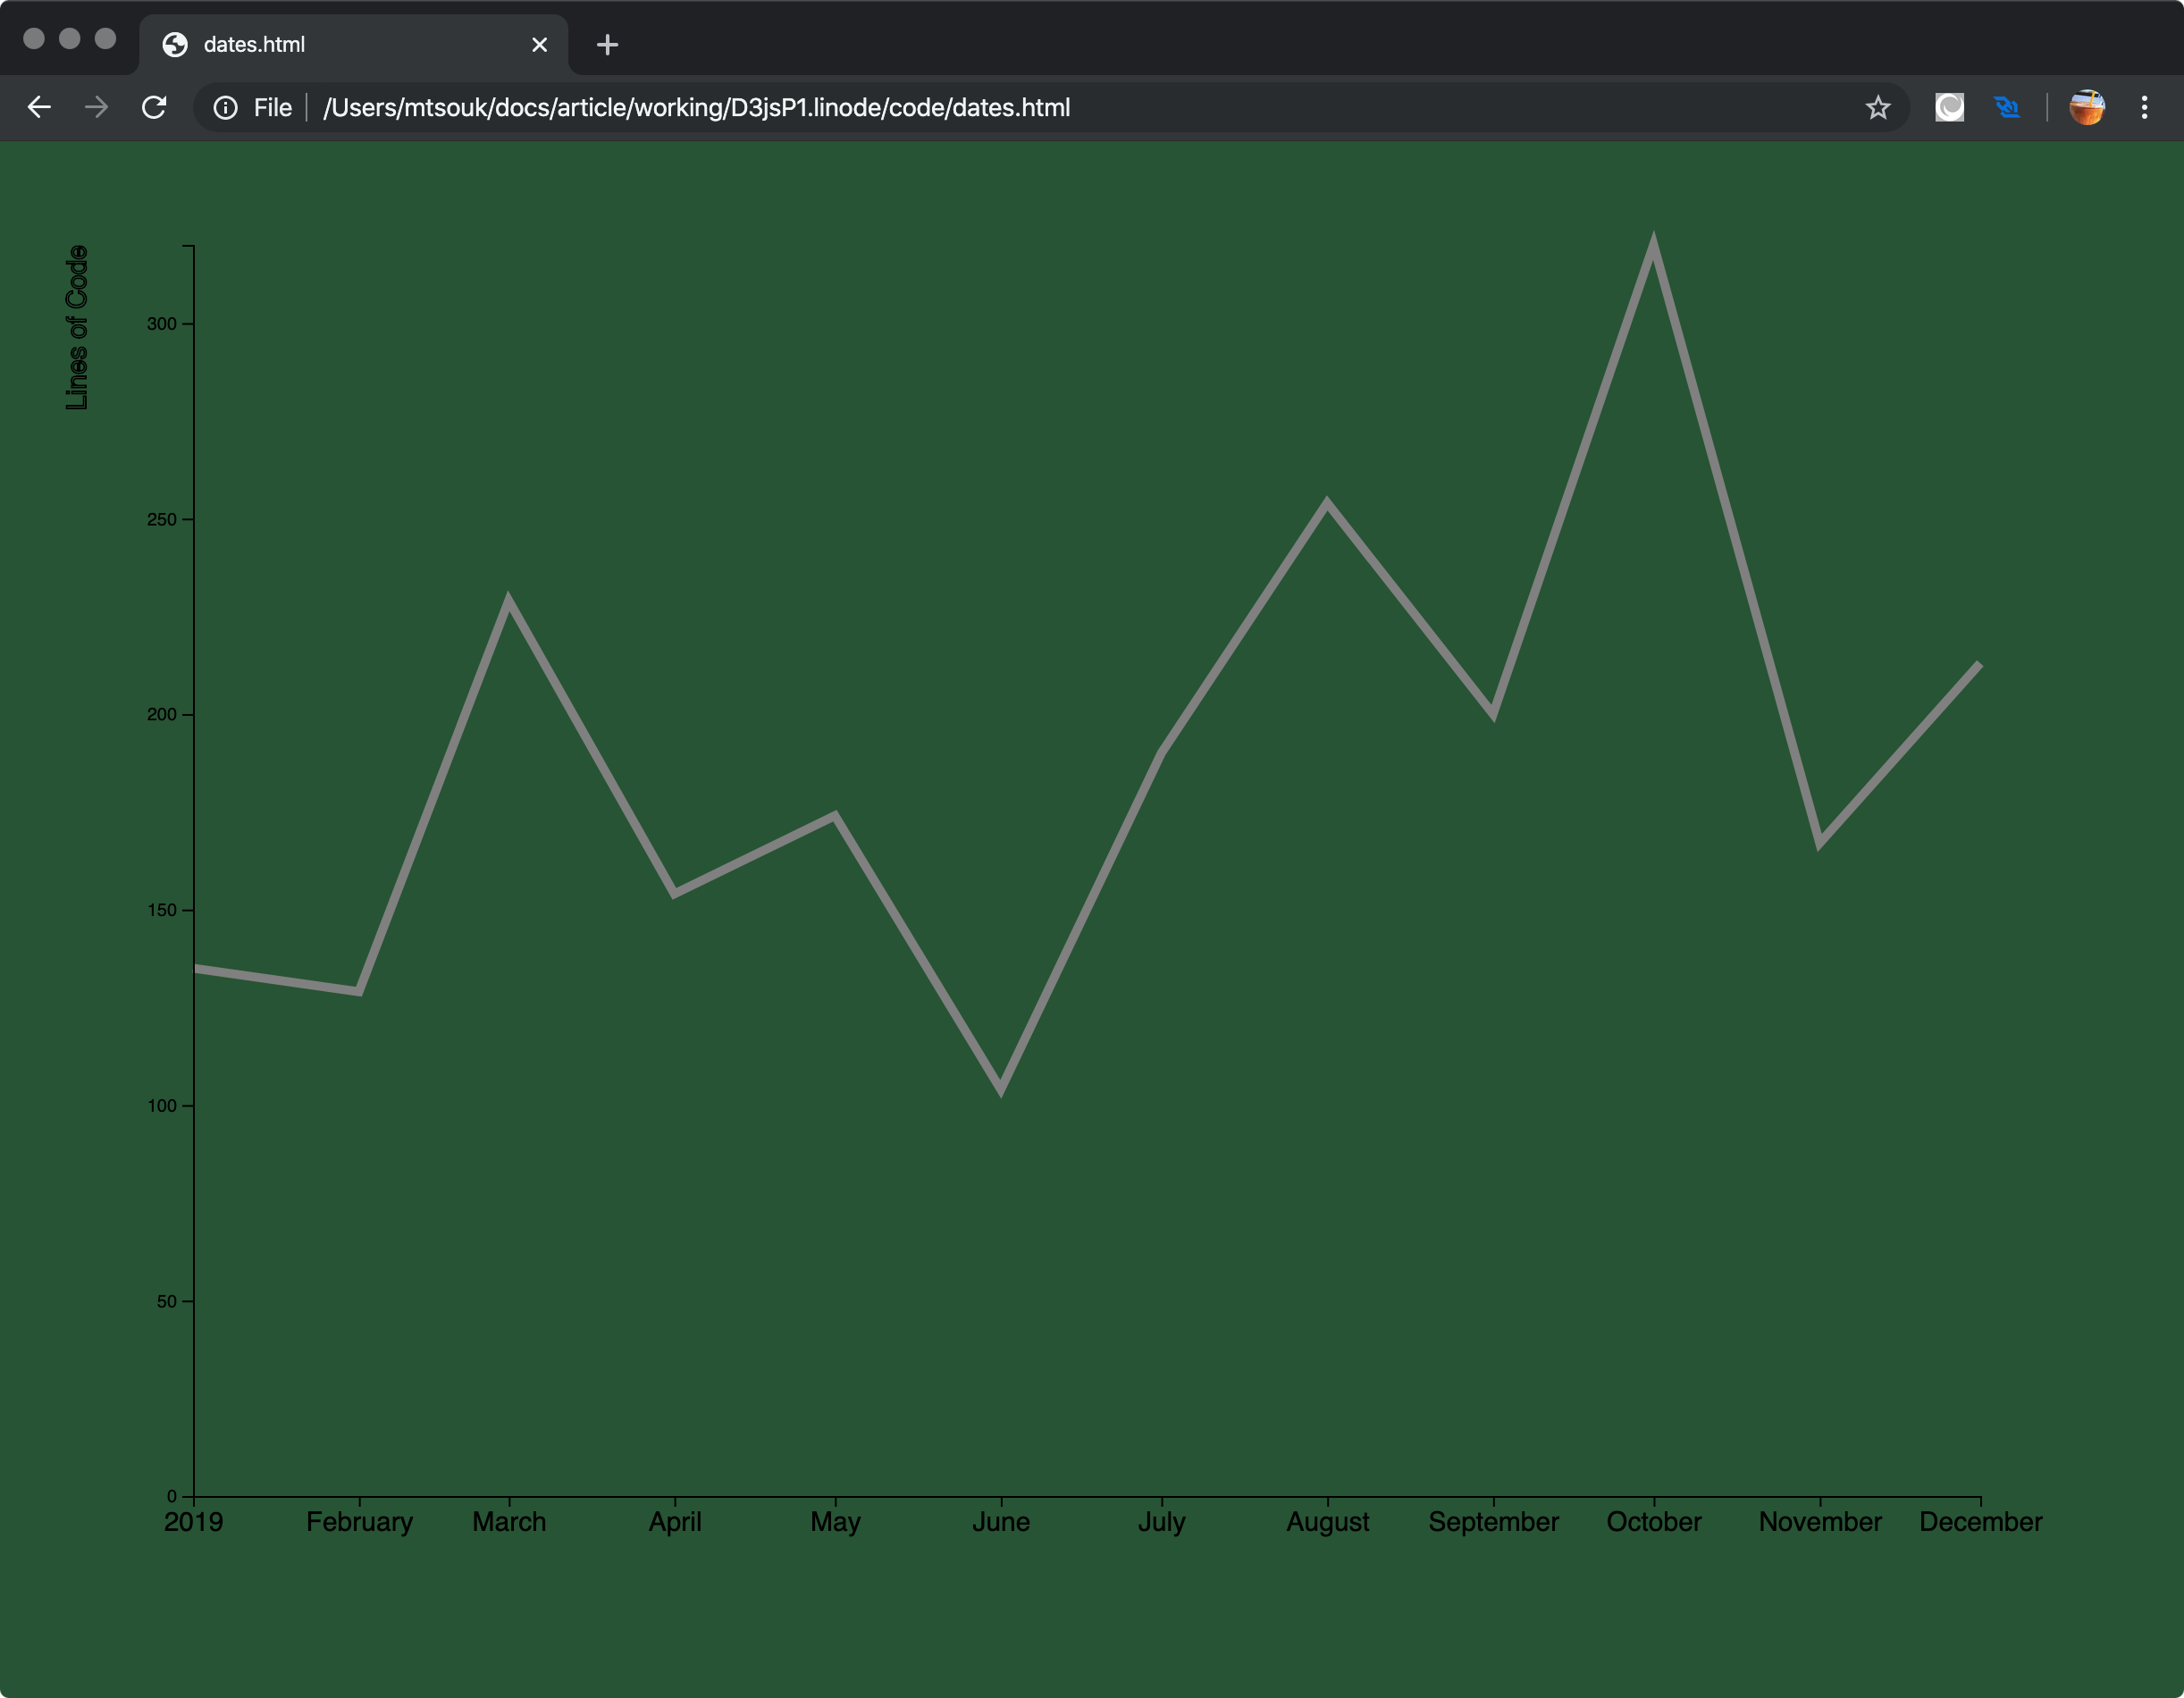 dates.html
File /Users/mtsouk/docs/article/working/D3jsP1.linode/code/dates.html
Lines of Code
300
250
200
150
100
50
0
2019 February March April May June July August September October November December